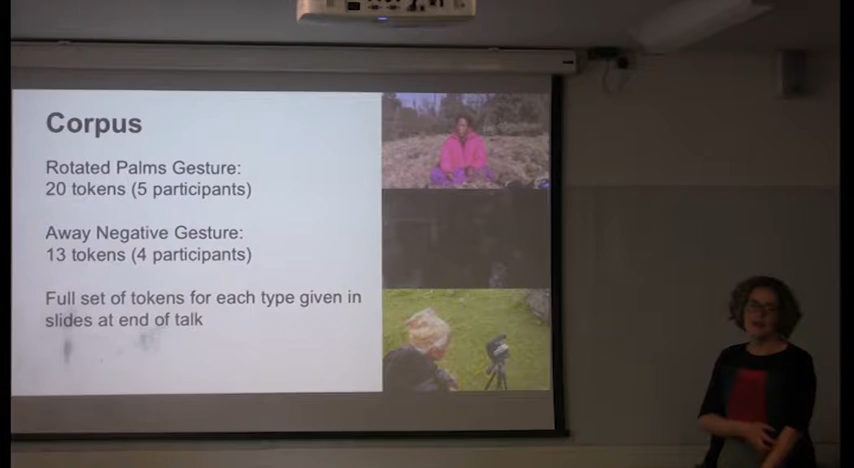 Corpus
Rotated Palms Gesture:
20 tokens (5 participants)
Away Negative Gesture:
13 tokens (4 participants)
Full set of tokens for each type given in
slides at end of talk